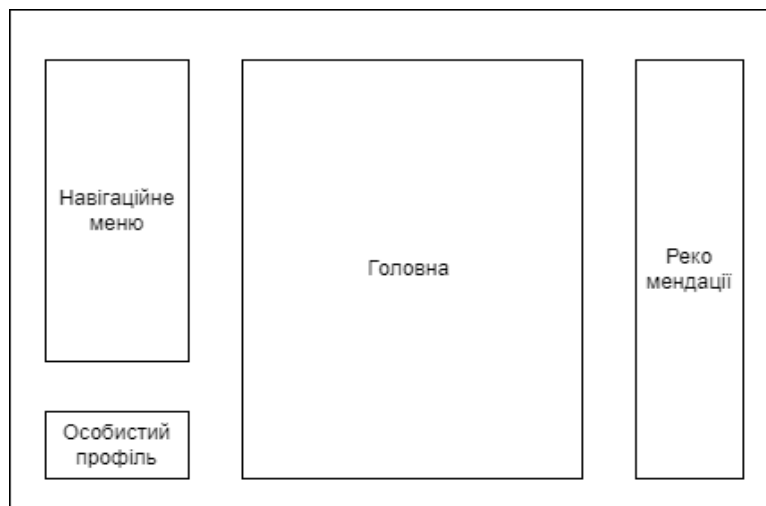 Навігаційне
меню
Особистий
профіль
Головна
Реко
мендації